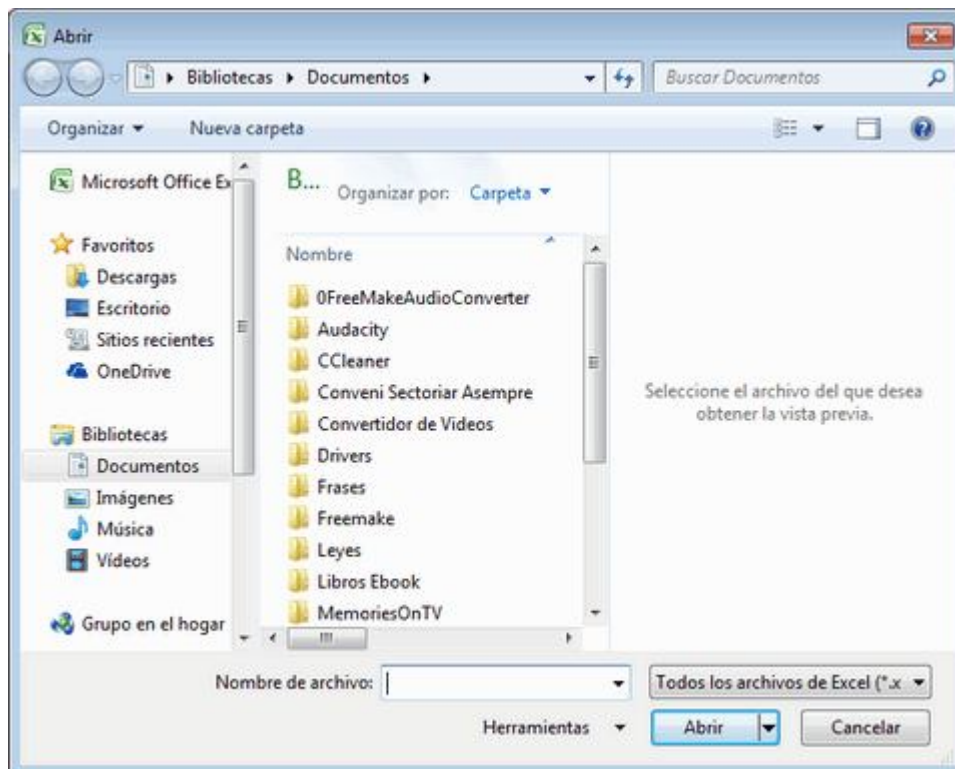 Abrir
Bibliotecas Documentos
Buscar Documentos
Organizar Nueva carpeta
Microsoft Office Ex
Favoritos
Descargas
Escritorio
Sitios recientes
OneDrive
Bibliotecas
Documentos
Imágenes
Música
Vídeos
Grupo en el hogar
B...
Organizar por: Carpeta
Nombre
0FreeMakeAudioConverter
Audacity
CCleaner
Conveni Sectoriar Asempre
Convertidor de Videos
Drivers
Frases
Freemake
Leyes
Libros Ebook
MemoriesOnTV
Seleccione el archivo del que desea
obtener la vista previa.
Nombre de archivo:
Todos los archivos de Excel (*.x
Herramientas Abrir Cancelar